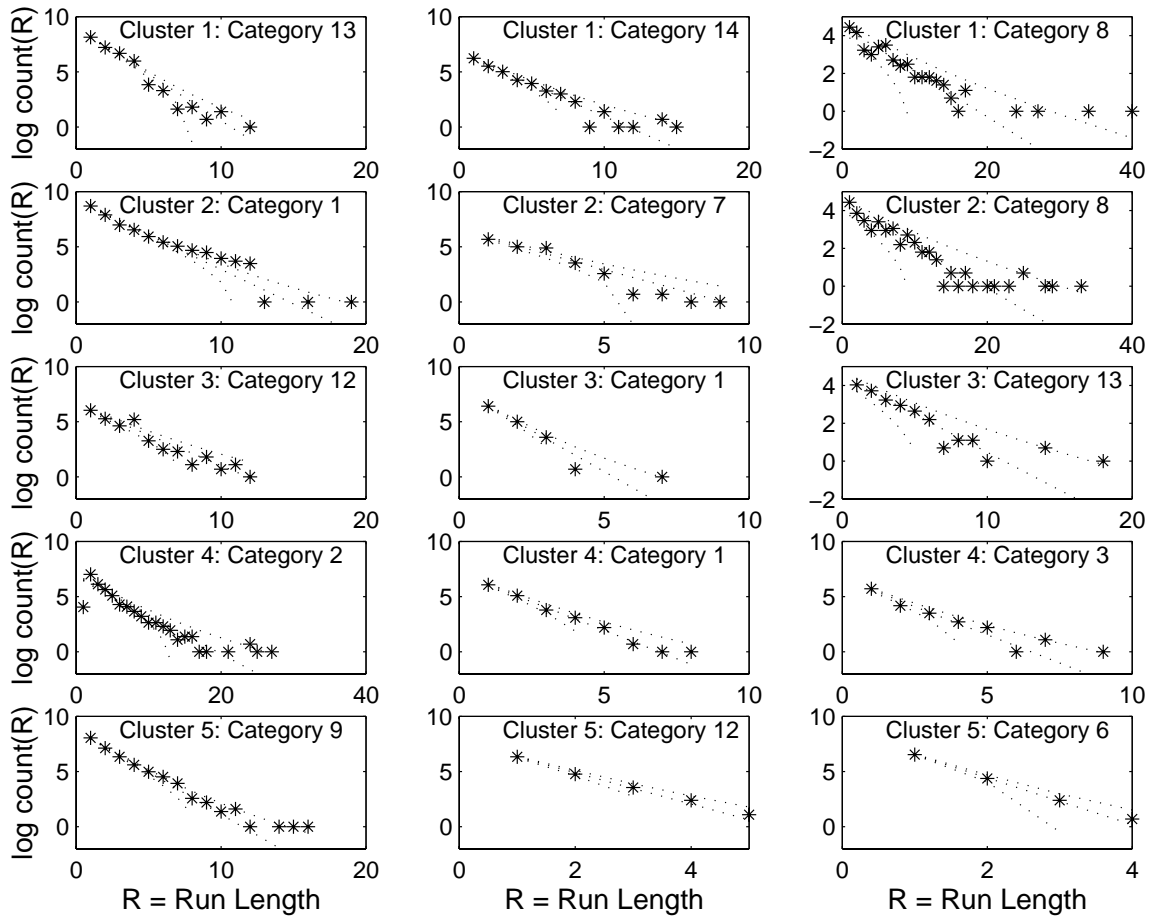 Cluster 1: Category 13
Cluster 1: Category 14
Cluster 1: Category 8
log count(R)
10
5
0
0 10 20
10
5
0
0 10 20
4
2
0
−2
0 20 40
Cluster 2: Category 1
Cluster 2: Category 7
Cluster 2: Category 8
log count(R)
10
5
0
0 10 20
10
5
0
0 5 10
4
2
0
−2
0 20 40
Cluster 3: Category 12
Cluster 3: Category 1
Cluster 3: Category 13
log count(R)
10
5
0
0 10 20
10
5
0
0 5 10
4
2
0
−2
0 10 20
Cluster 4: Category 2
Cluster 4: Category 1
Cluster 4: Category 3
log count(R)
10
5
0
0 20 40
10
5
0
0 5 10
10
5
0
0 5 10
Cluster 5: Category 9
Cluster 5: Category 12
Cluster 5: Category 6
log count(R)
10
5
0
0 10 20
10
5
0
0 2 4
10
5
0
0 2 4
R = Run Length
R = Run Length
R = Run Length